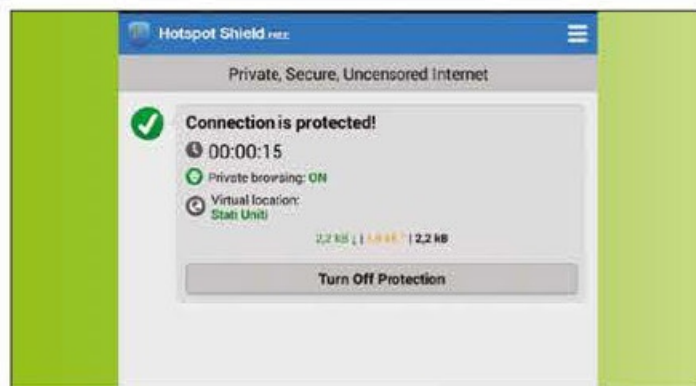 Hotspot Shield FREE
Private, Secure, Uncensored Internet
Connection is protected!
00:00:15
Private browsing: ON
Virtual location:
Stati Uniti
2,2 kB ↓ | | 2,2 kB
Turn Off Protection